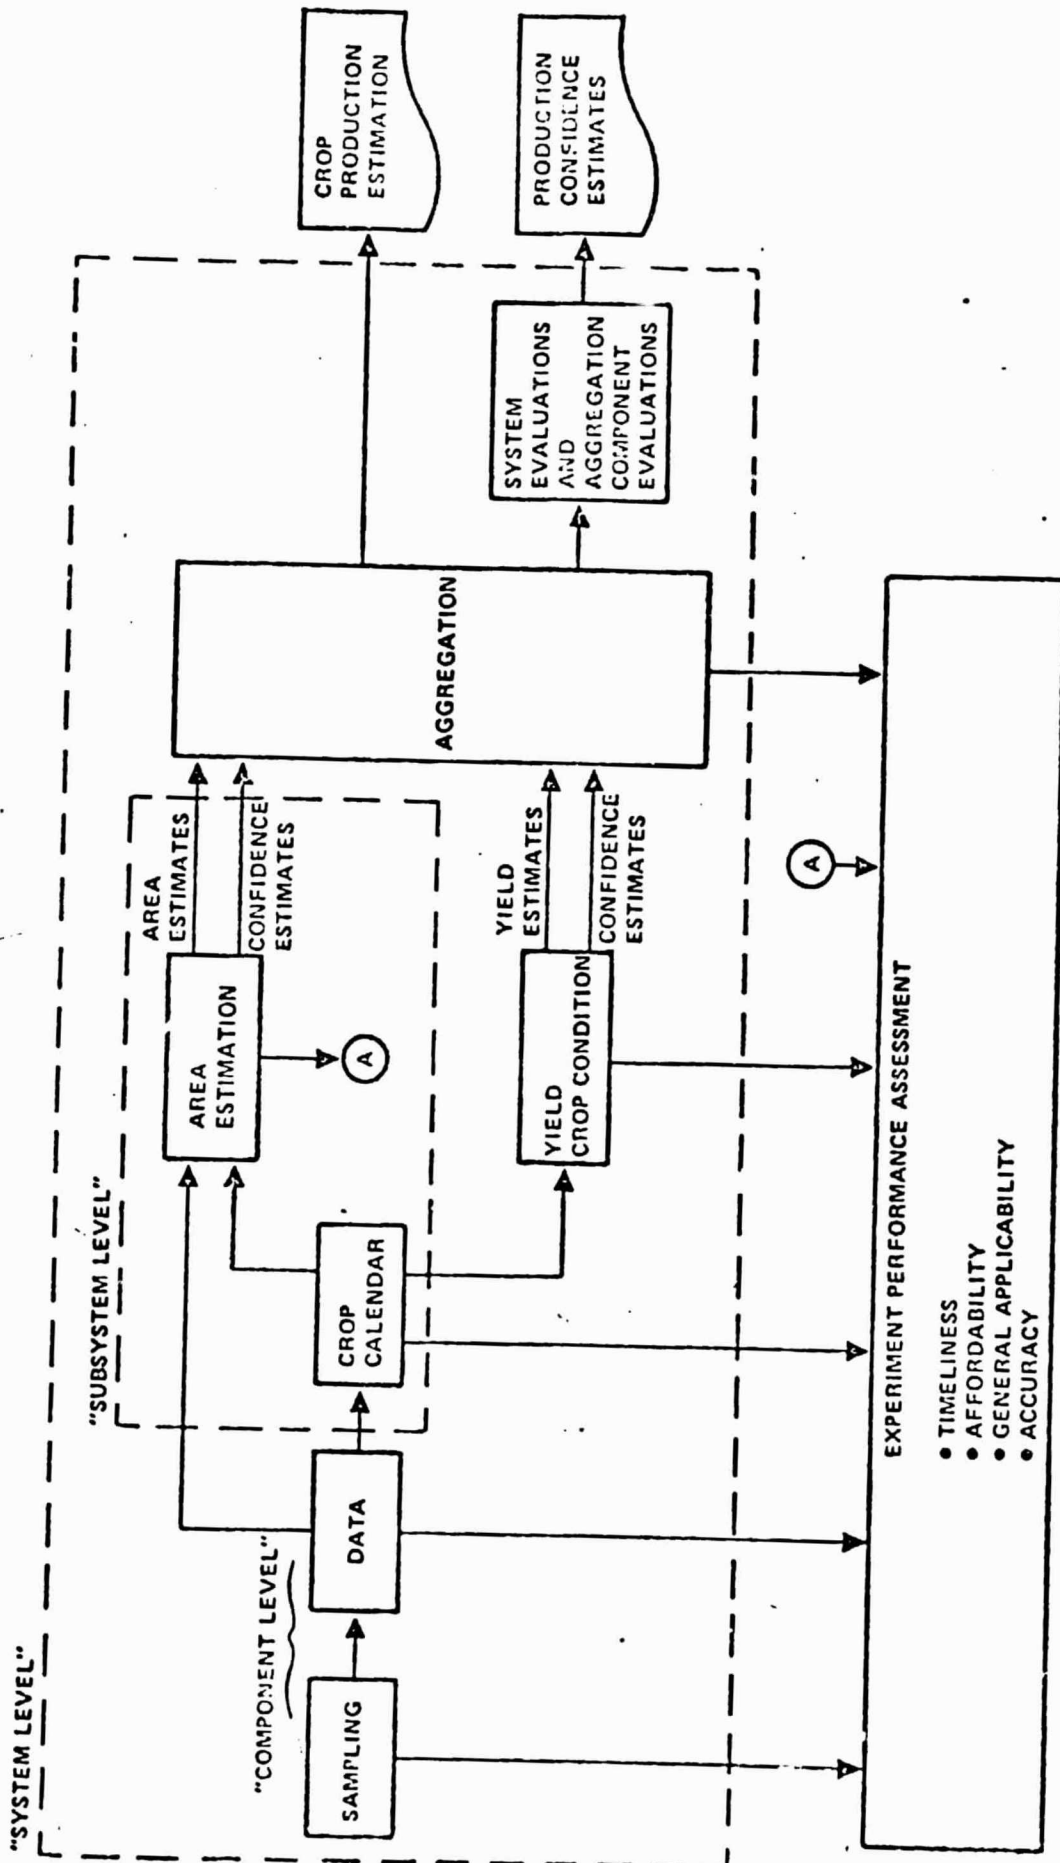 "SYSTEM LEVEL"
"SUBSYSTEM LEVEL"
"COMPONENT LEVEL"
SAMPLING
DATA
CROP
CALENDAR
AREA
ESTIMATION
A
AREA
ESTIMATES
CONFIDENCE
ESTIMATES
YIELD
CROP CONDITION
YIELD
ESTIMATES
CONFIDENCE
ESTIMATES
AGGREGATION
SYSTEM
EVALUATIONS
AND
AGGREGATION
COMPONENT
EVALUATIONS
CROP
PRODUCTION
ESTIMATION
PRODUCTION
CONFIDENCE
ESTIMATES
A
EXPERIMENT PERFORMANCE ASSESSMENT
• TIMELINESS
• AFFORDABILITY
• GENERAL APPLICABILITY
• ACCURACY